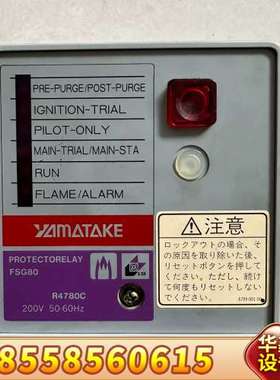 PRE-PURGE/POST-PURGE
IGNITION-TRIAL
PILOT-ONLY
MAIN-TRIAL/MAIN-STA
RUN
FLAME/ALARM
YAMATAKE
PROTECTORELAY
FSG80
R4780C
200V 50·60Hz
⚠注意
ロックアウトの場合、そ
の原因を取り除いた後、リ
セットボタンを押して下
さい。ただし、続け
て何度もリセットしな
いで下さい。
18558560615
华
设